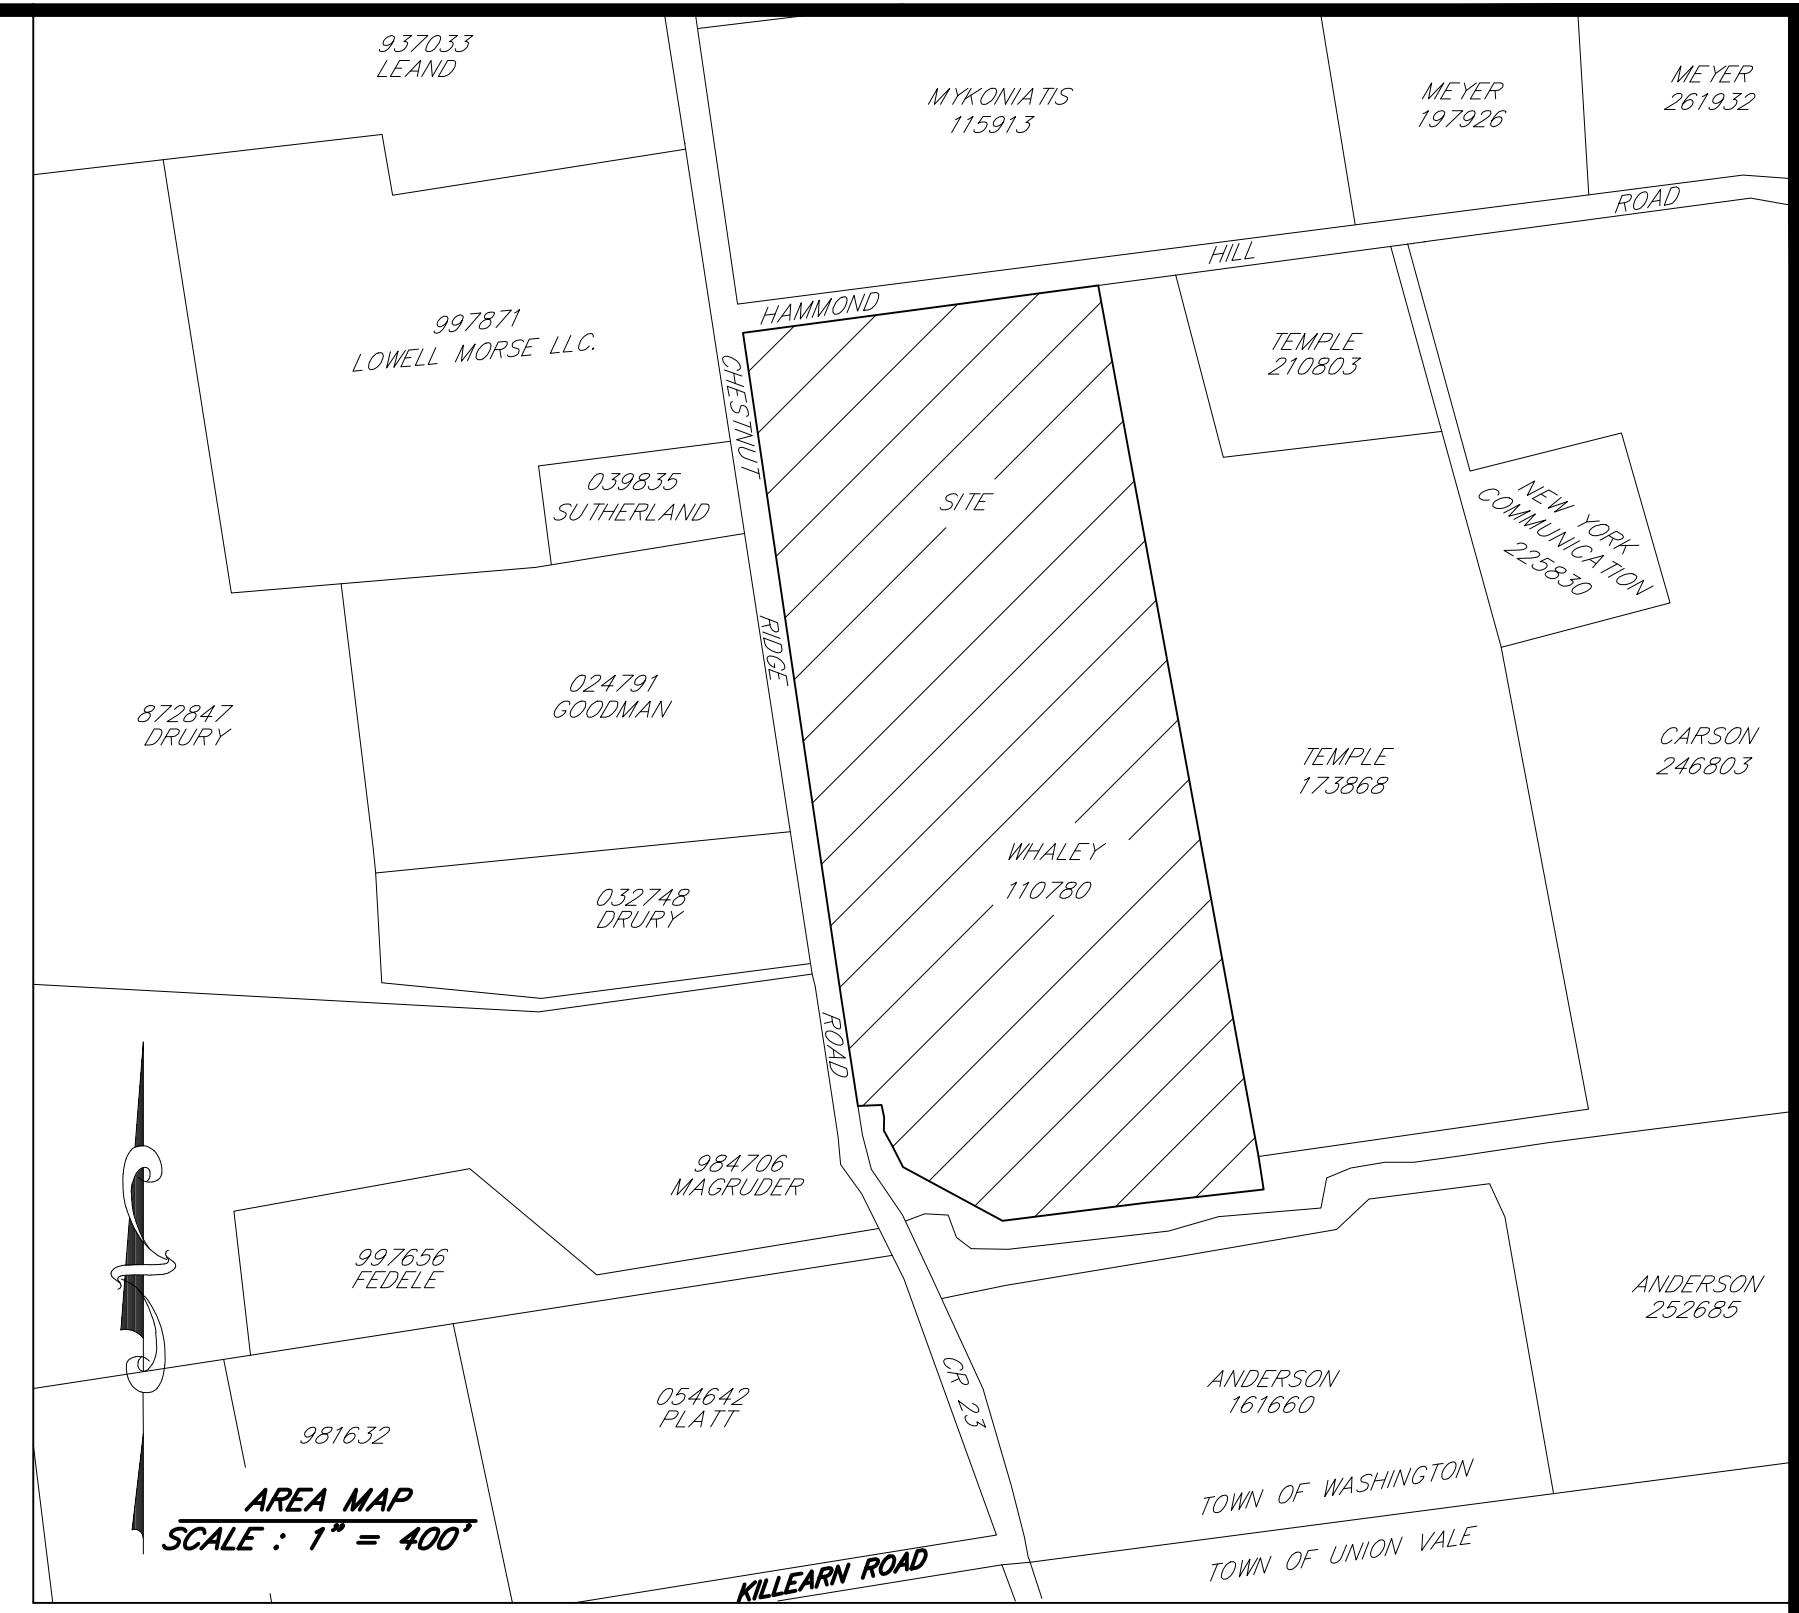 937033
LEAND
MYKONIATIS
115913
MEYER
197926
MEYER
261932
HAMMOND HILL ROAD
997871
LOWELL MORSE LLC.
TEMPLE
210803
CHESTNUT RIDGE ROAD
039835
SUTHERLAND
SITE
NEW YORK
COMMUNICATION
225830
024791
GOODMAN
872847
DRURY
TEMPLE
173868
CARSON
246803
WHALEY
110780
032748
DRURY
984706
MAGRUDER
997656
FEDELE
ANDERSON
252685
CR 23
054642
PLATT
ANDERSON
161660
981632
TOWN OF WASHINGTON
TOWN OF UNION VALE
AREA MAP
SCALE : 1" = 400'
KILLEARN ROAD